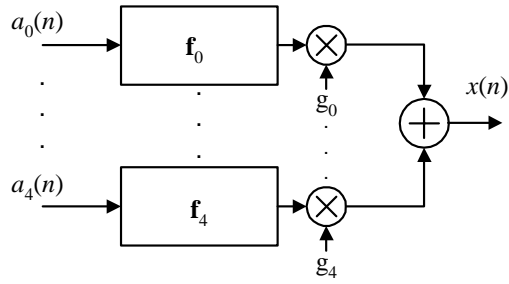 a₀(n)
f₀
g₀
x(n)
a₄(n)
f₄
g₄